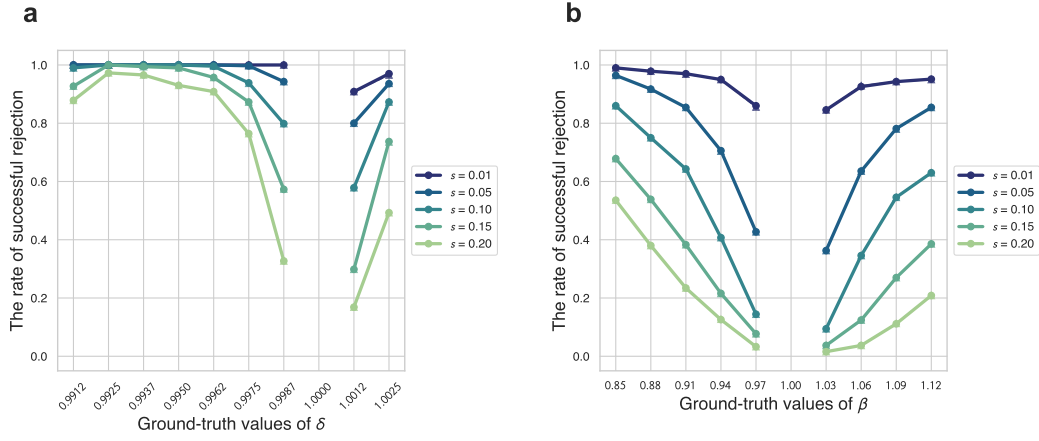 a
The rate of successful rejection
1.0
0.8
0.6
0.4
0.2
0.0
0.9912 0.9925 0.9937 0.9950 0.9962 0.9975 0.9987 1.0000 1.0012 1.0025
Ground-truth values of δ
s = 0.01
s = 0.05
s = 0.10
s = 0.15
s = 0.20
b
The rate of successful rejection
1.0
0.8
0.6
0.4
0.2
0.0
0.85 0.88 0.91 0.94 0.97 1.00 1.03 1.06 1.09 1.12
Ground-truth values of β
s = 0.01
s = 0.05
s = 0.10
s = 0.15
s = 0.20